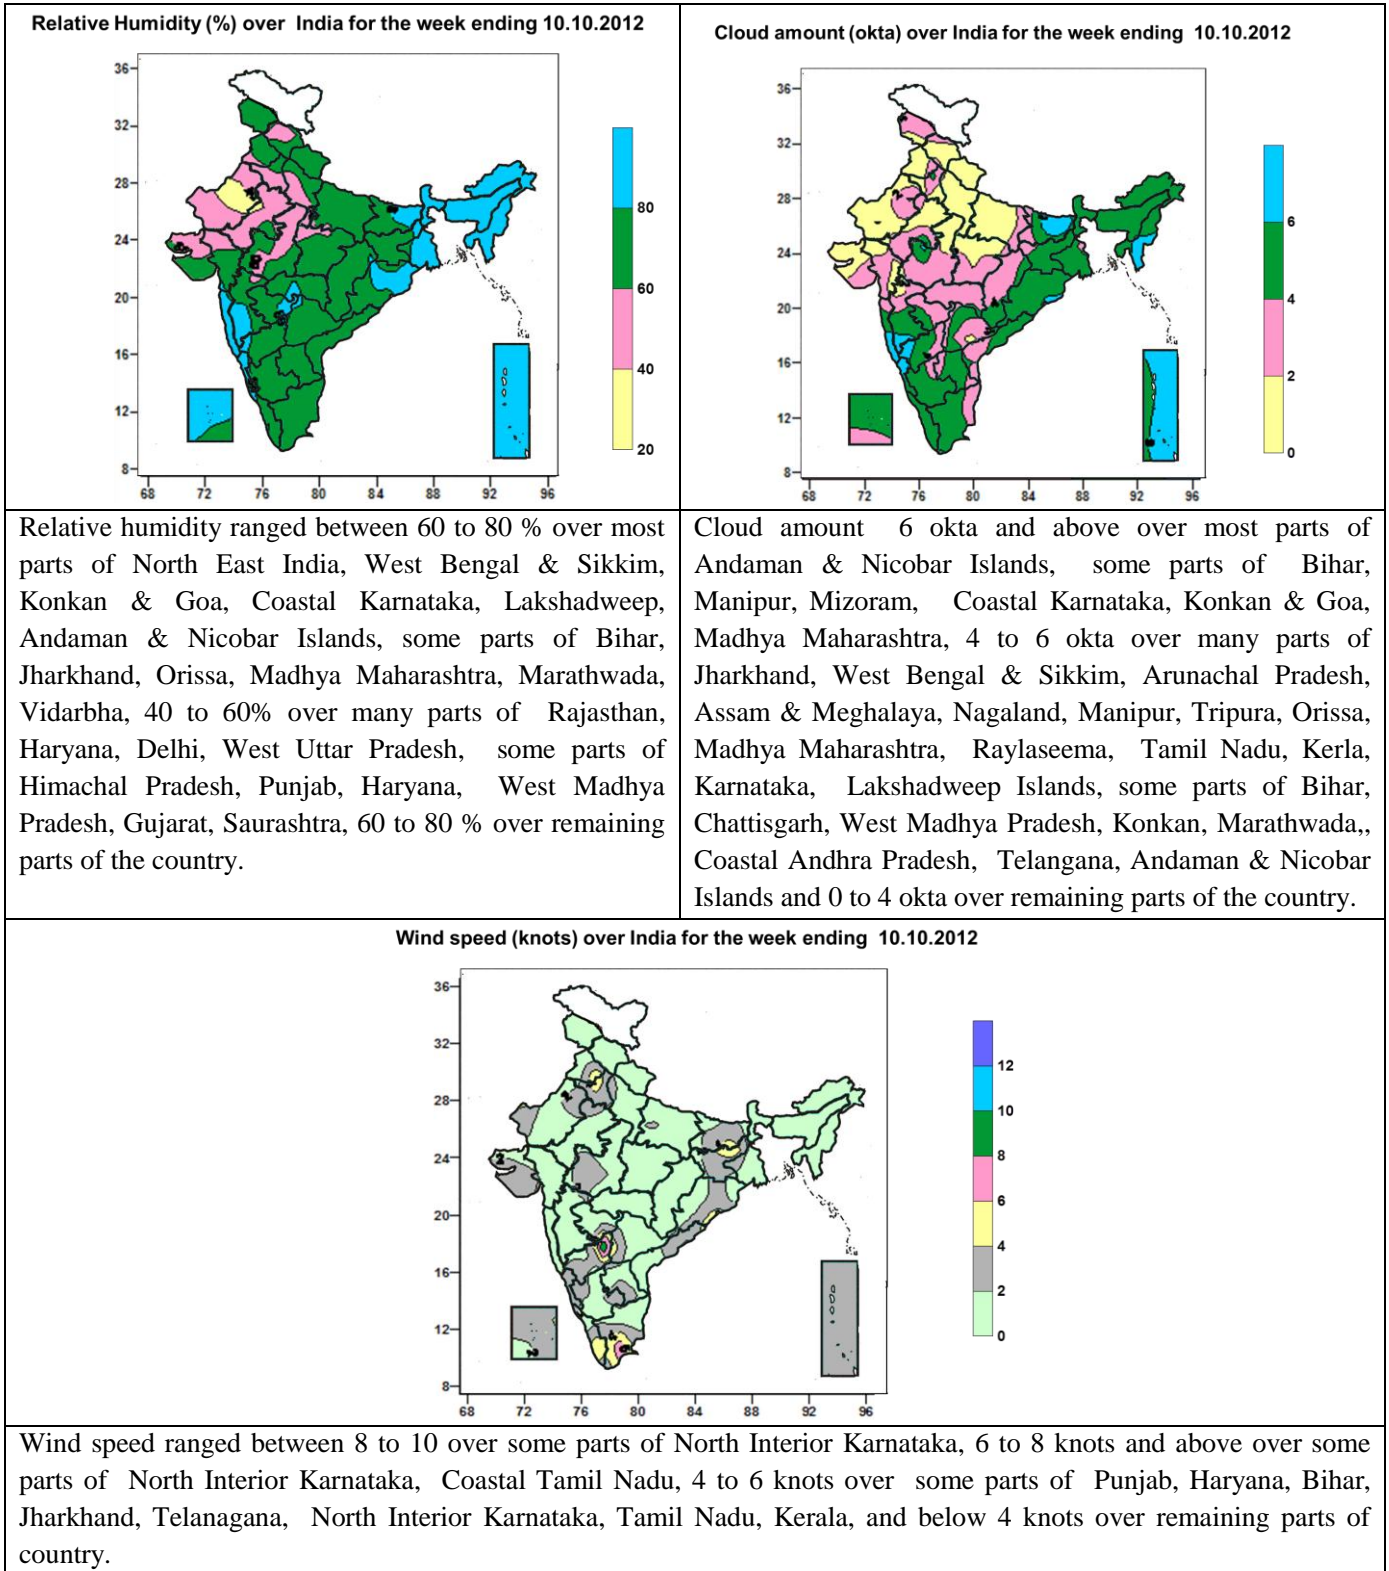 Relative Humidity (%) over India for the week ending 10.10.2012
36
32
28
24
20
16
12
8
68 72 76 80 84 88 92 96
80
60
40
20
Cloud amount (okta) over India for the week ending 10.10.2012
36
32
28
24
20
16
12
8
68 72 76 80 84 88 92 96
6
4
2
0
Relative humidity ranged between 60 to 80 % over most
parts of North East India, West Bengal & Sikkim,
Konkan & Goa, Coastal Karnataka, Lakshadweep,
Andaman & Nicobar Islands, some parts of Bihar,
Jharkhand, Orissa, Madhya Maharashtra, Marathwada,
Vidarbha, 40 to 60% over many parts of Rajasthan,
Haryana, Delhi, West Uttar Pradesh, some parts of
Himachal Pradesh, Punjab, Haryana, West Madhya
Pradesh, Gujarat, Saurashtra, 60 to 80 % over remaining
parts of the country.
Cloud amount 6 okta and above over most parts of
Andaman & Nicobar Islands, some parts of Bihar,
Manipur, Mizoram, Coastal Karnataka, Konkan & Goa,
Madhya Maharashtra, 4 to 6 okta over many parts of
Jharkhand, West Bengal & Sikkim, Arunachal Pradesh,
Assam & Meghalaya, Nagaland, Manipur, Tripura, Orissa,
Madhya Maharashtra, Raylaseema, Tamil Nadu, Kerla,
Karnataka, Lakshadweep Islands, some parts of Bihar,
Chattisgarh, West Madhya Pradesh, Konkan, Marathwada,,
Coastal Andhra Pradesh, Telangana, Andaman & Nicobar
Islands and 0 to 4 okta over remaining parts of the country.
Wind speed (knots) over India for the week ending 10.10.2012
36
32
28
24
20
16
12
8
68 72 76 80 84 88 92 96
12
10
8
6
4
2
0
Wind speed ranged between 8 to 10 over some parts of North Interior Karnataka, 6 to 8 knots and above over some
parts of North Interior Karnataka, Coastal Tamil Nadu, 4 to 6 knots over some parts of Punjab, Haryana, Bihar,
Jharkhand, Telanagana, North Interior Karnataka, Tamil Nadu, Kerala, and below 4 knots over remaining parts of
country.